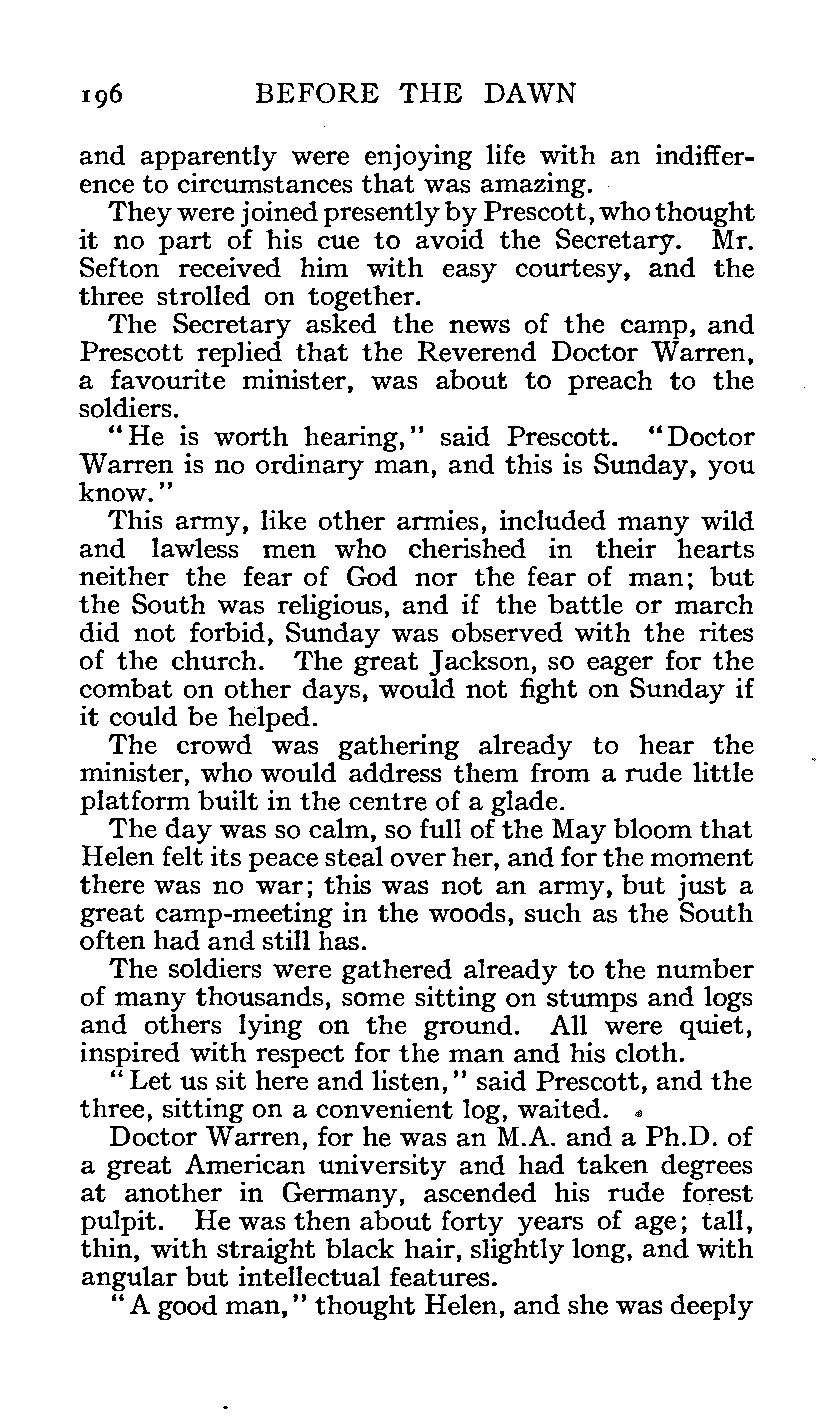 196 BEFORE THE DAWN
and apparently were enjoying life with an indiffer-
ence to circumstances that was amazing.
They were joined presently by Prescott, who thought
it no part of his cue to avoid the Secretary. Mr.
Sefton received him with easy courtesy, and the
three strolled on together.
The Secretary asked the news of the camp, and
Prescott replied that the Reverend Doctor Warren,
a favourite minister, was about to preach to the
soldiers.
"He is worth hearing," said Prescott. "Doctor
Warren is no ordinary man, and this is Sunday, you
know."
This army, like other armies, included many wild
and lawless men who cherished in their hearts
neither the fear of God nor the fear of man; but
the South was religious, and if the battle or march
did not forbid, Sunday was observed with the rites
of the church. The great Jackson, so eager for the
combat on other days, would not fight on Sunday if
it could be helped.
The crowd was gathering already to hear the
minister, who would address them from a rude little
platform built in the centre of a glade.
The day was so calm, so full of the May bloom that
Helen felt its peace steal over her, and for the moment
there was no war; this was not an army, but just a
great camp-meeting in the woods, such as the South
often had and still has.
The soldiers were gathered already to the number
of many thousands, some sitting on stumps and logs
and others lying on the ground. All were quiet,
inspired with respect for the man and his cloth.
"Let us sit here and listen," said Prescott, and the
three, sitting on a convenient log, waited.
Doctor Warren, for he was an M.A. and a Ph.D. of
a great American university and had taken degrees
at another in Germany, ascended his rude forest
pulpit. He was then about forty years of age; tall,
thin, with straight black hair, slightly long, and with
angular but intellectual features.
"A good man," thought Helen, and she was deeply